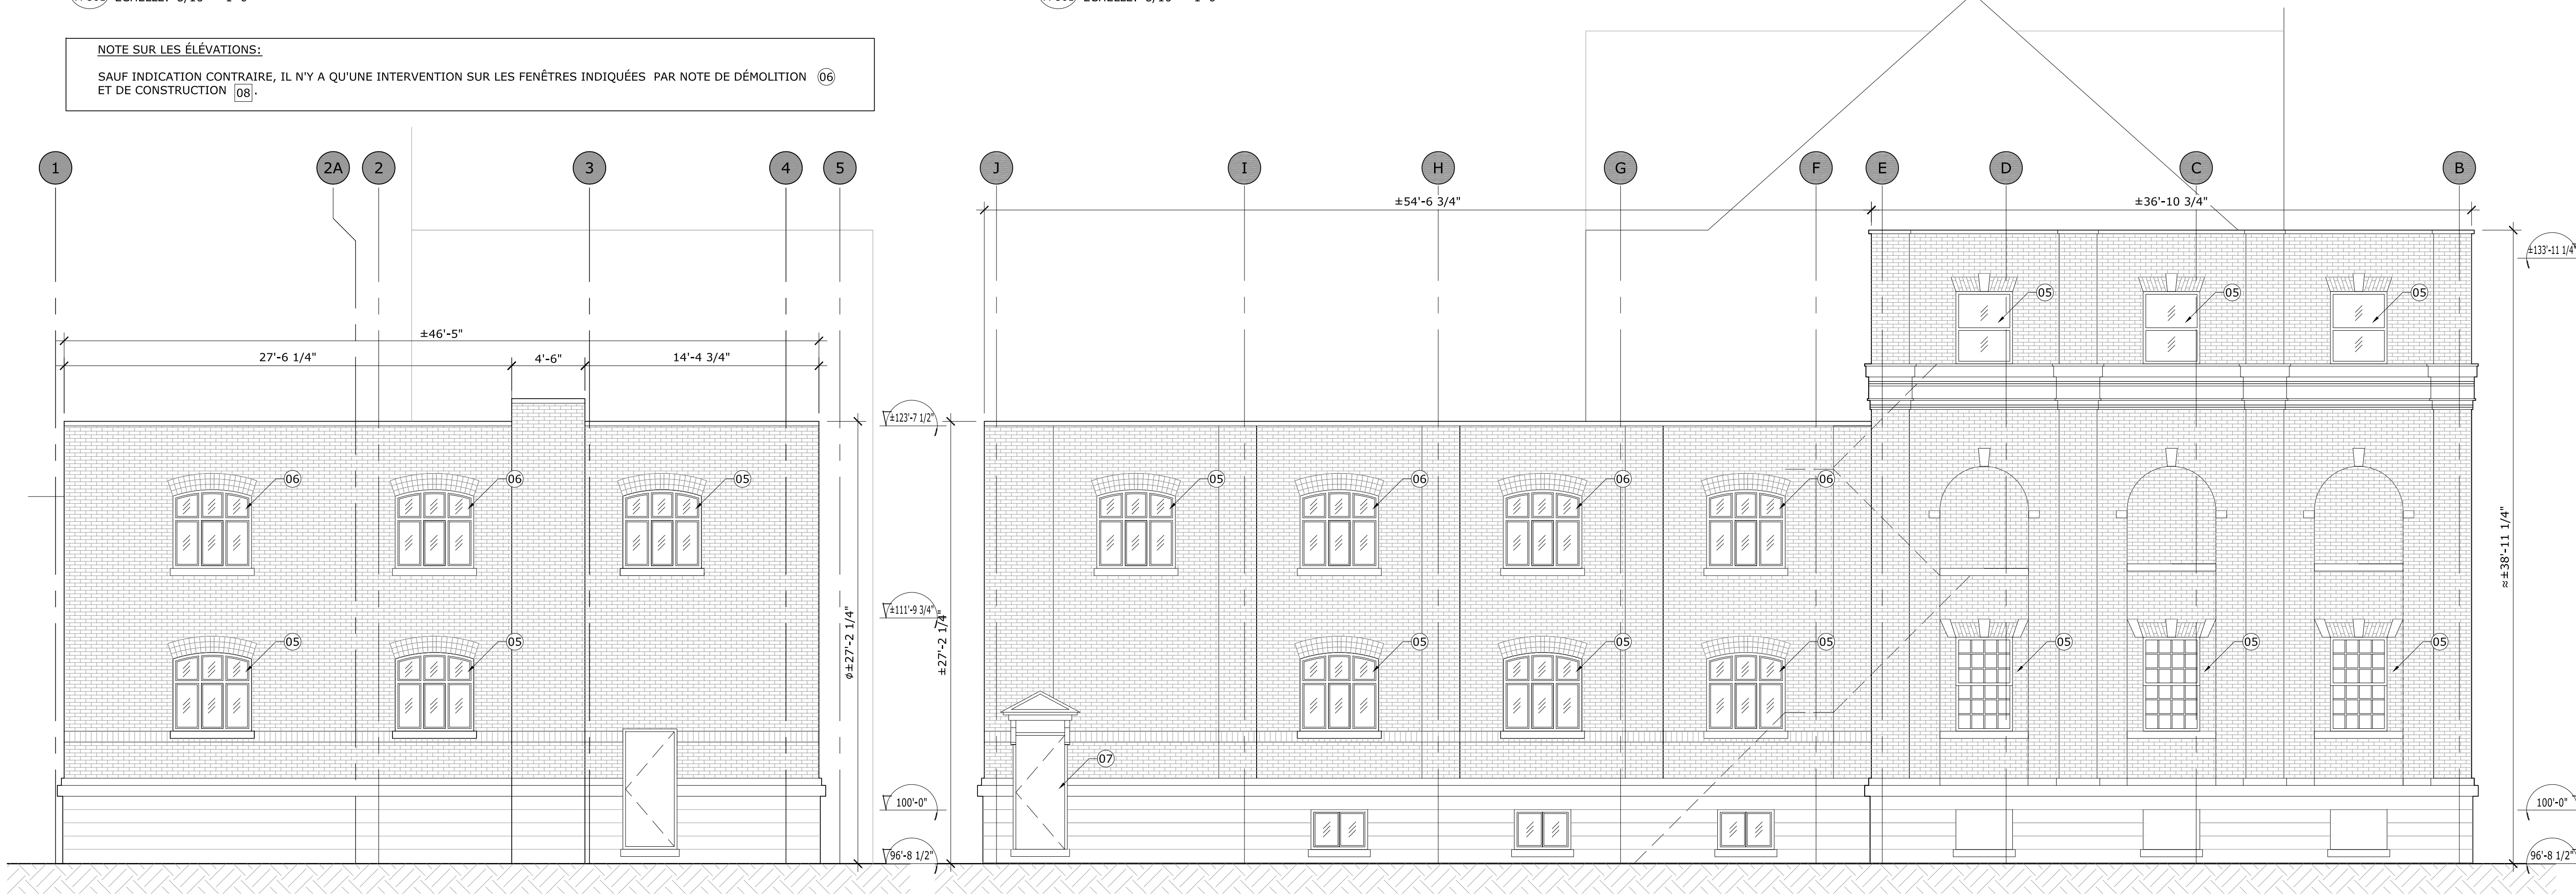 NOTE SUR LES ÉLÉVATIONS:
SAUF INDICATION CONTRAIRE, IL N'Y A QU'UNE INTERVENTION SUR LES FENÊTRES INDIQUÉES PAR NOTE DE DÉMOLITION 06
ET DE CONSTRUCTION 08.
1 2A 2 3 4 5
J I H G F E D C B
±54'-6 3/4" ±36'-10 3/4"
±133'-11 1/4"
05 05 05
±46'-5"
27'-6 1/4" 4'-6" 14'-4 3/4"
±123'-7 1/2"
06 06 05
05 06 06 06
±38'-11 1/4"
±111'-9 3/4"
±27'-2 1/4"
±27'-2 1/4"
05 05
05 05 05 05 05 05
07
100'-0"
100'-0"
96'-8 1/2"
96'-8 1/2"